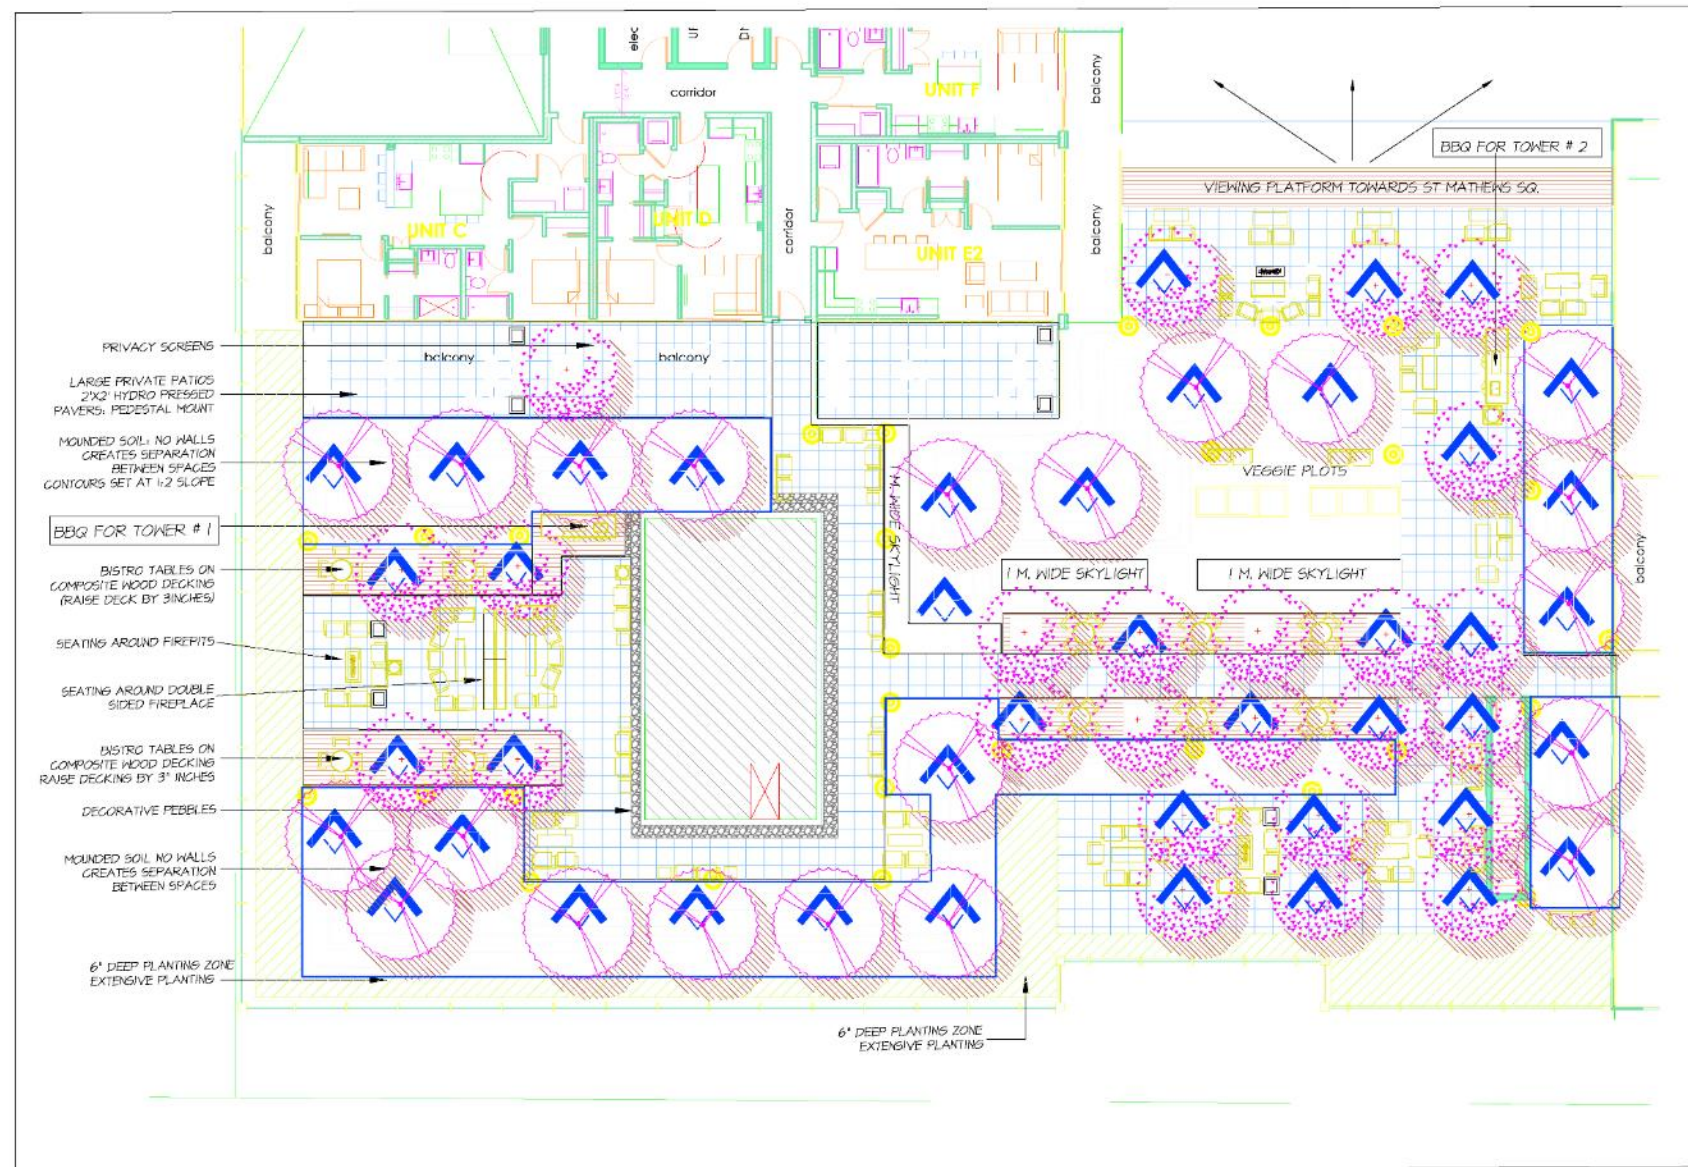 elec
UP
DN
corridor
UNIT F
balcony
BBQ FOR TOWER # 2
VIEWING PLATFORM TOWARDS ST MATHEWS SQ.
balcony
UNIT C
UNIT D
corridor
UNIT E2
balcony
PRIVACY SCREENS
balcony
balcony
LARGE PRIVATE PATIOS
2'X2' HYDRO PRESSED
PAVERS: PEDESTAL MOUNT
MOUNDED SOIL: NO WALLS
CREATES SEPARATION
BETWEEN SPACES
CONTOURS SET AT 1:2 SLOPE
VEGGIE PLOTS
1 M. WIDE SKYLIGHT
BBQ FOR TOWER # 1
BISTRO TABLES ON
COMPOSITE WOOD DECKING
(RAISE DECK BY 3INCHES)
1 M. WIDE SKYLIGHT
1 M. WIDE SKYLIGHT
balcony
SEATING AROUND FIREPITS
SEATING AROUND DOUBLE
SIDED FIREPLACE
BISTRO TABLES ON
COMPOSITE WOOD DECKING
RAISE DECKING BY 3" INCHES
DECORATIVE PEBBLES
MOUNDED SOIL NO WALLS
CREATES SEPARATION
BETWEEN SPACES
6" DEEP PLANTING ZONE
EXTENSIVE PLANTING
6" DEEP PLANTING ZONE
EXTENSIVE PLANTING